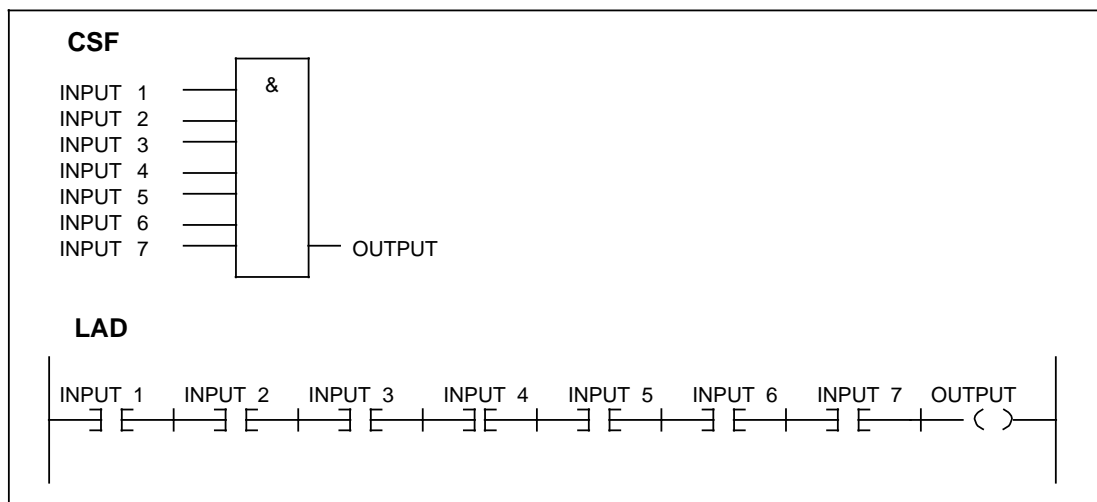 CSF
&
INPUT 1
INPUT 2
INPUT 3
INPUT 4
INPUT 5
INPUT 6
INPUT 7
OUTPUT
LAD
INPUT 1 INPUT 2 INPUT 3 INPUT 4 INPUT 5 INPUT 6 INPUT 7 OUTPUT